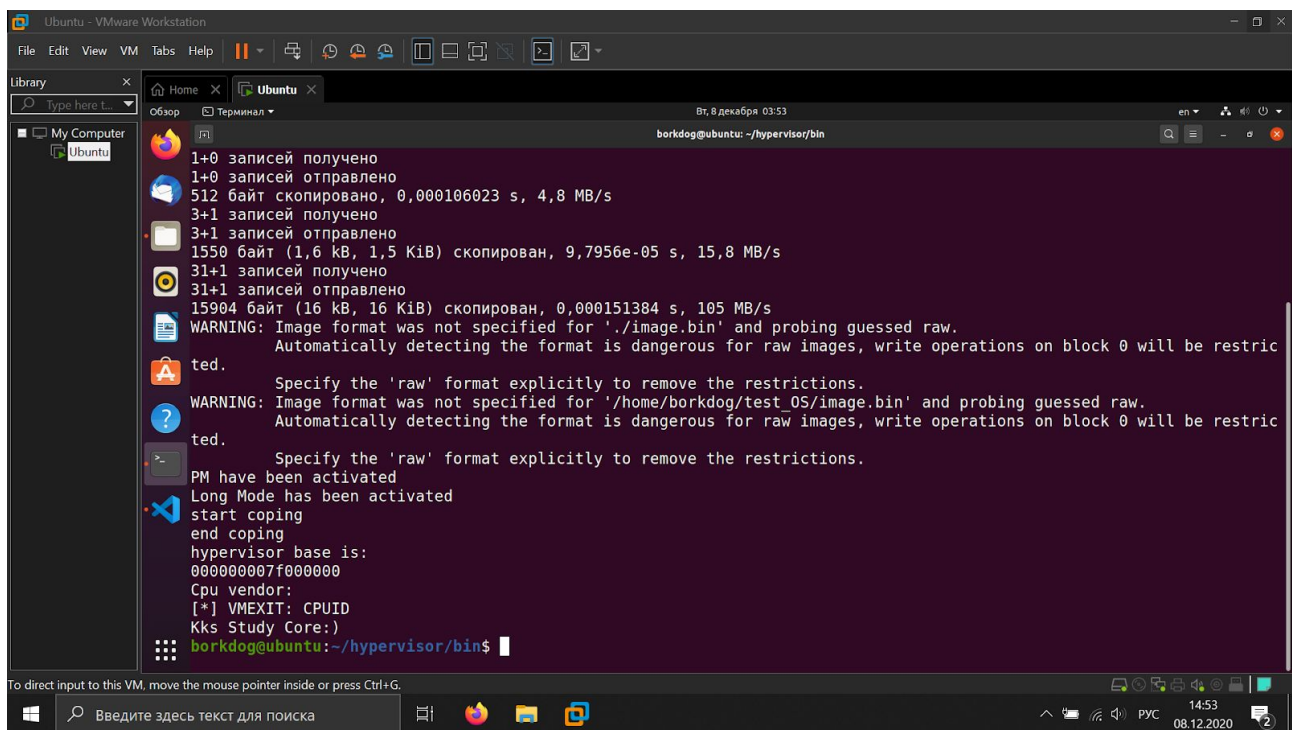 Ubuntu - VMware Workstation
File Edit View VM Tabs Help
Library
Type here t...
My Computer
Ubuntu
Home
Ubuntu
Обзор Терминал Вт, 8 декабря 03:53 en
borkdog@ubuntu: ~/hypervisor/bin
1+0 записей получено
1+0 записей отправлено
512 байт скопировано, 0,000106023 s, 4,8 MB/s
3+1 записей получено
3+1 записей отправлено
1550 байт (1,6 kB, 1,5 KiB) скопирован, 9,7956e-05 s, 15,8 MB/s
31+1 записей получено
31+1 записей отправлено
15904 байт (16 kB, 16 KiB) скопирован, 0,000151384 s, 105 MB/s
WARNING: Image format was not specified for './image.bin' and probing guessed raw.
Automatically detecting the format is dangerous for raw images, write operations on block 0 will be restric
ted.
Specify the 'raw' format explicitly to remove the restrictions.
WARNING: Image format was not specified for '/home/borkdog/test_OS/image.bin' and probing guessed raw.
Automatically detecting the format is dangerous for raw images, write operations on block 0 will be restric
ted.
Specify the 'raw' format explicitly to remove the restrictions.
PM have been activated
Long Mode has been activated
start coping
end coping
hypervisor base is:
000000007f000000
Cpu vendor:
[*] VMEXIT: CPUID
Kks Study Core:)
borkdog@ubuntu:~/hypervisor/bin$
To direct input to this VM, move the mouse pointer inside or press Ctrl+G.
Введите здесь текст для поиска
РУС
14:53
08.12.2020
2